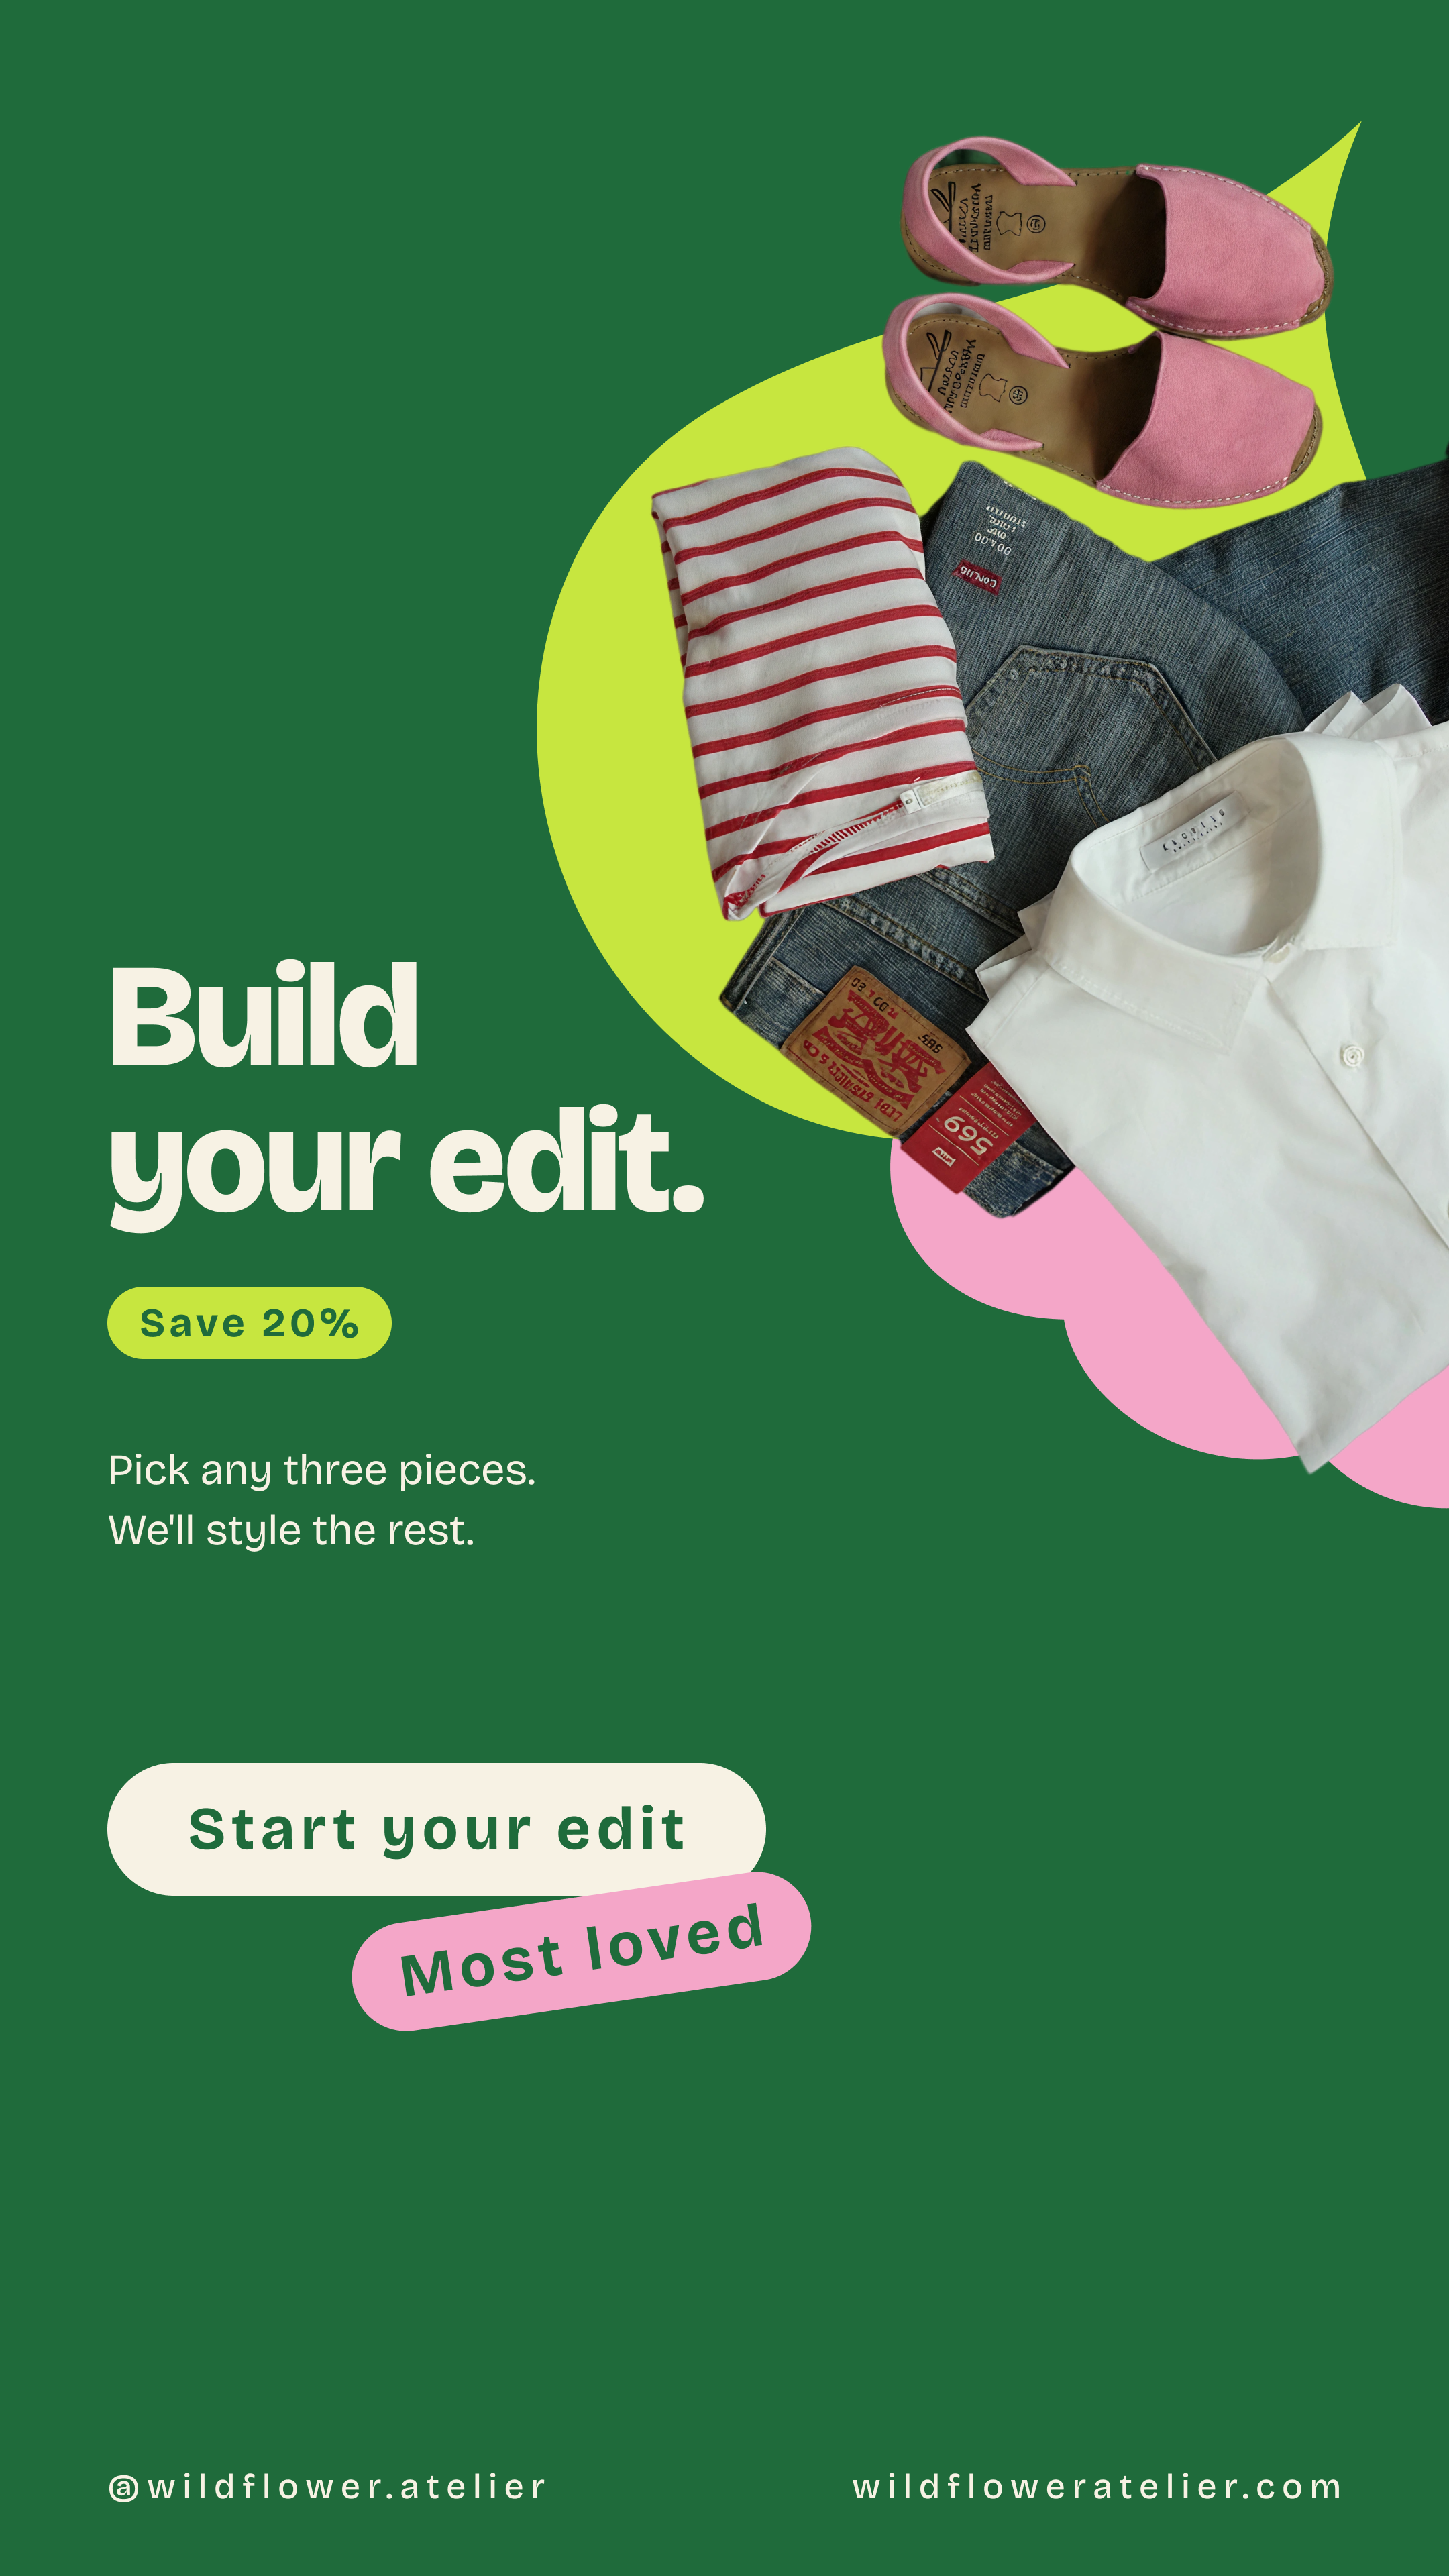 569
Build
your edit.
Save 20%
Pick any three pieces.
We'll style the rest.
Start your edit
Most loved
@wildflower.atelier
wildfloweratelier.com